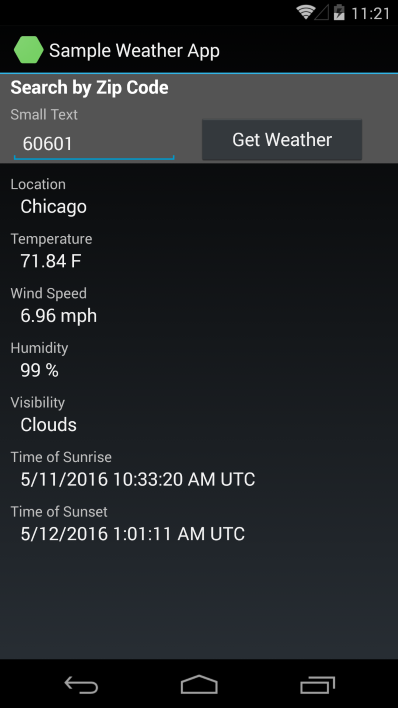 11:21
Sample Weather App
Search by Zip Code
Small Text
60601
Get Weather
Location
Chicago
Temperature
71.84 F
Wind Speed
6.96 mph
Humidity
99 %
Visibility
Clouds
Time of Sunrise
5/11/2016 10:33:20 AM UTC
Time of Sunset
5/12/2016 1:01:11 AM UTC